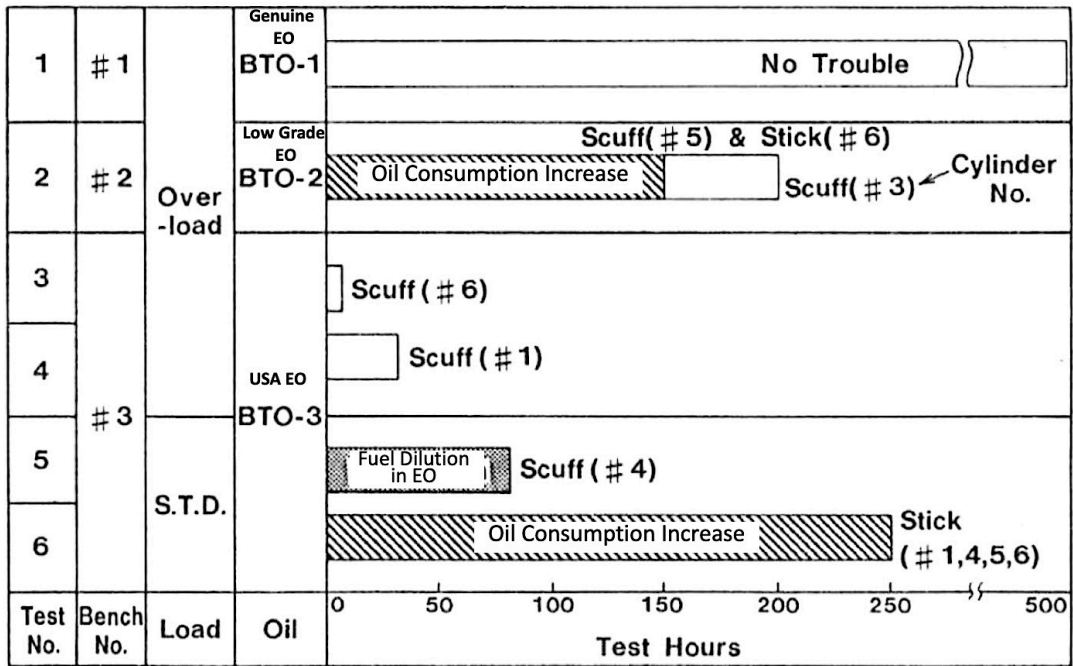 1
#1
Genuine
EO
BTO-1
No Trouble
2
#2
Over
-load
Low Grade
EO
BTO-2
Scuff(#5) & Stick(#6)
Oil Consumption Increase
Scuff(#3)
Cylinder
No.
3
Scuff(#6)
4
Scuff(#1)
#3
USA EO
BTO-3
5
S.T.D.
Fuel Dilution
in EO
Scuff(#4)
6
Oil Consumption Increase
Stick
(#1,4,5,6)
0 50 100 150 200 250 500
Test
No.
Bench
No.
Load
Oil
Test Hours